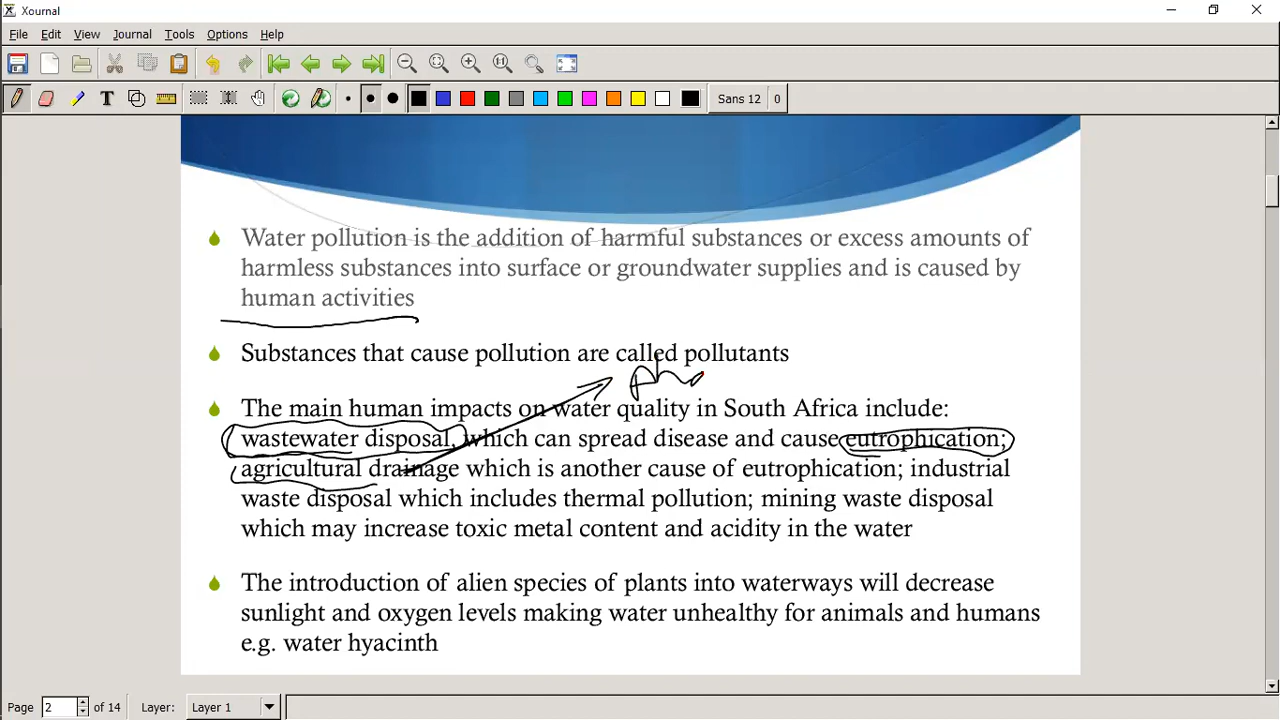 Xournal
File Edit View Journal Tools Options Help
Sans 12 0
Water pollution is the addition of harmful substances or excess amounts of
harmless substances into surface or groundwater supplies and is caused by
human activities
Substances that cause pollution are called pollutants
Pho
The main human impacts on water quality in South Africa include:
wastewater disposal, which can spread disease and cause eutrophication;
agricultural drainage which is another cause of eutrophication; industrial
waste disposal which includes thermal pollution; mining waste disposal
which may increase toxic metal content and acidity in the water
The introduction of alien species of plants into waterways will decrease
sunlight and oxygen levels making water unhealthy for animals and humans
e.g. water hyacinth
Page 2 of 14 Layer: Layer 1